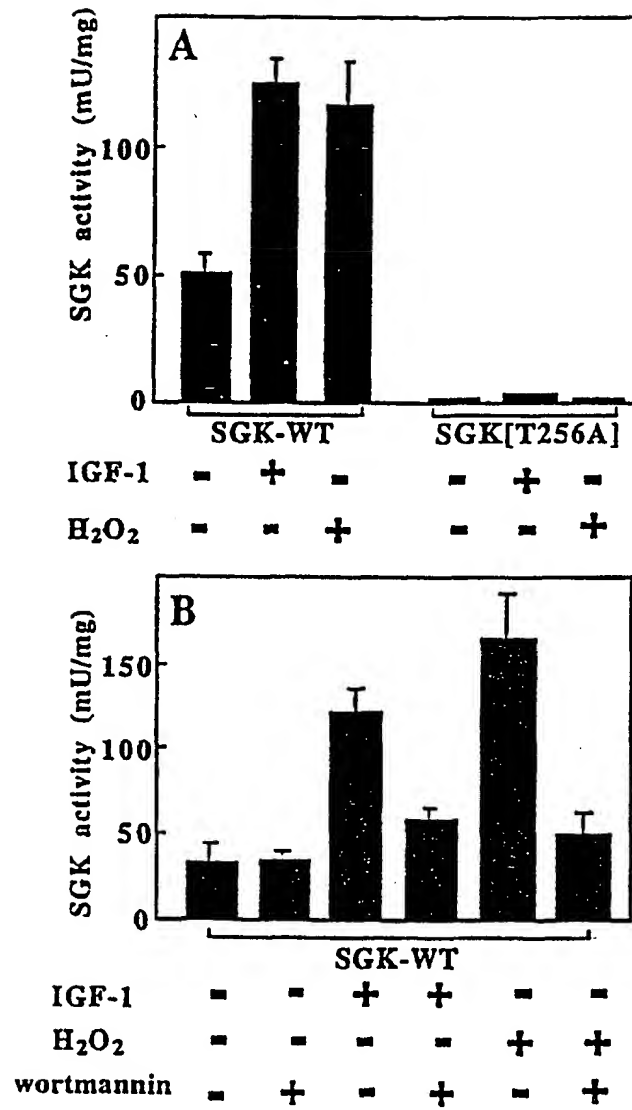 A
SGK activity (mU/mg)
100
50
0
SGK-WT SGK[T256A]
IGF-1 - + - - + -
H₂O₂ - - + - - +
B
SGK activity (mU/mg)
150
100
50
0
SGK-WT
IGF-1 - - + + - -
H₂O₂ - - - - + +
wortmannin - + - + - +